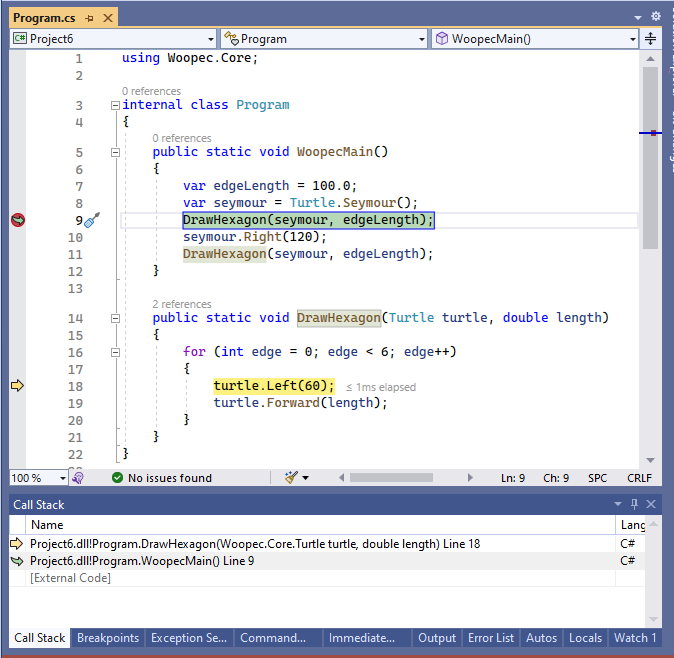 Program.cs
Project6 Program WoopecMain()
1 using Woopec.Core;
2
0 references
3 internal class Program
4 {
0 references
5 public static void WoopecMain()
6 {
7 var edgeLength = 100.0;
8 var seymour = Turtle.Seymour();
9 DrawHexagon(seymour, edgeLength);
10 seymour.Right(120);
11 DrawHexagon(seymour, edgeLength);
12 }
13
2 references
14 public static void DrawHexagon(Turtle turtle, double length)
15 {
16 for (int edge = 0; edge < 6; edge++)
17 {
18 turtle.Left(60); ≤ 1ms elapsed
19 turtle.Forward(length);
20 }
21 }
22 }
100 % No issues found Ln: 9 Ch: 9 SPC CRLF
Call Stack
Name Lang
Project6.dll!Program.DrawHexagon(Woopec.Core.Turtle turtle, double length) Line 18 C#
Project6.dll!Program.WoopecMain() Line 9 C#
[External Code]
Call Stack Breakpoints Exception Se... Command... Immediate... Output Error List Autos Locals Watch 1